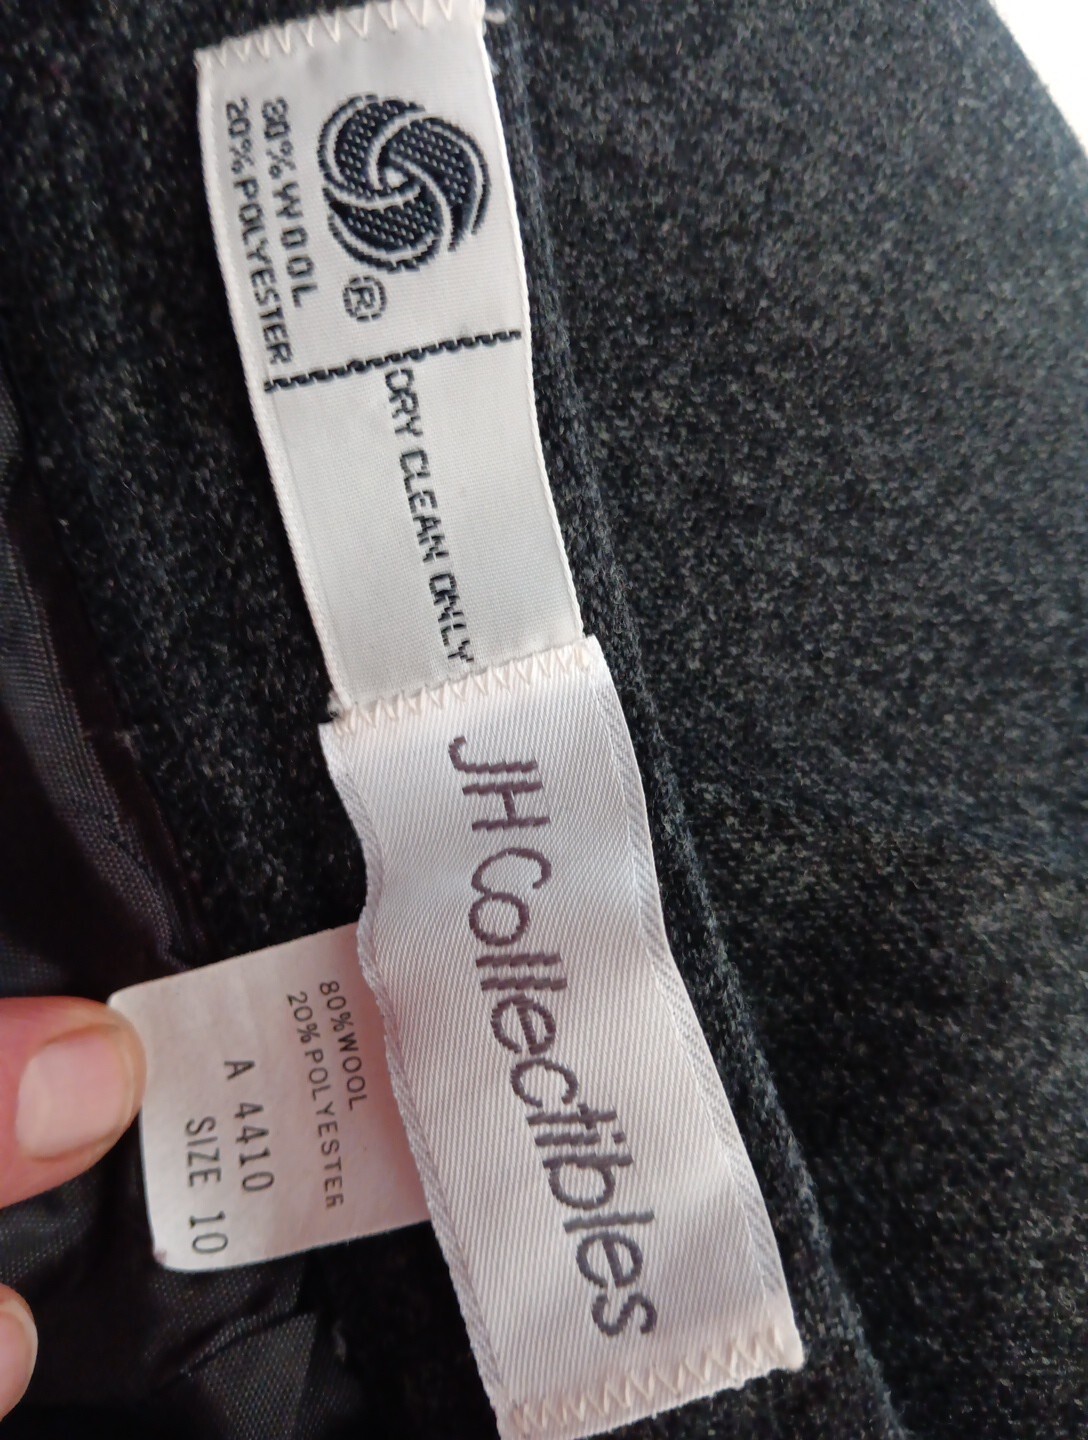 ®
80% WOOL
20% POLYESTER
DRY CLEAN ONLY
JH Collectibles
80% WOOL
20% POLYESTER
A 4410
SIZE 10